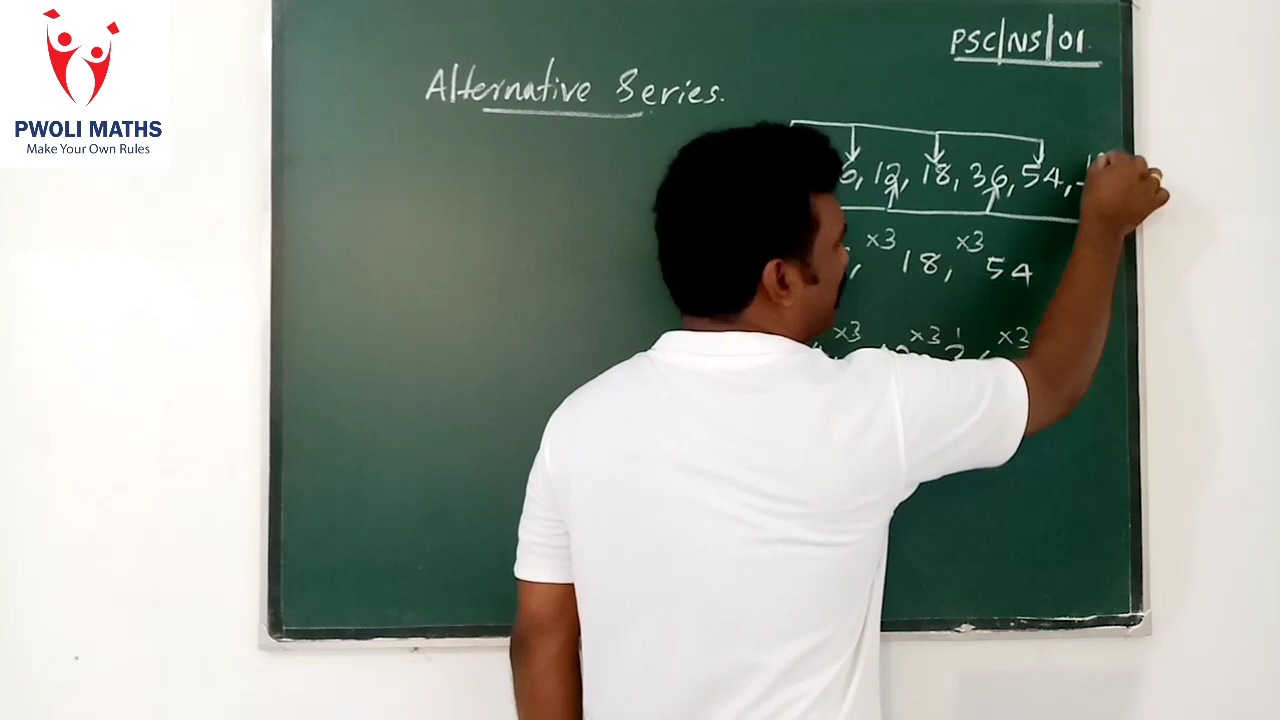 PWOLI MATHS
Make Your Own Rules
PSC|NS|01
Alternative Series.
6, 12, 18, 36, 54,
×3 ×3
18, 54
×3 ×3 ×3